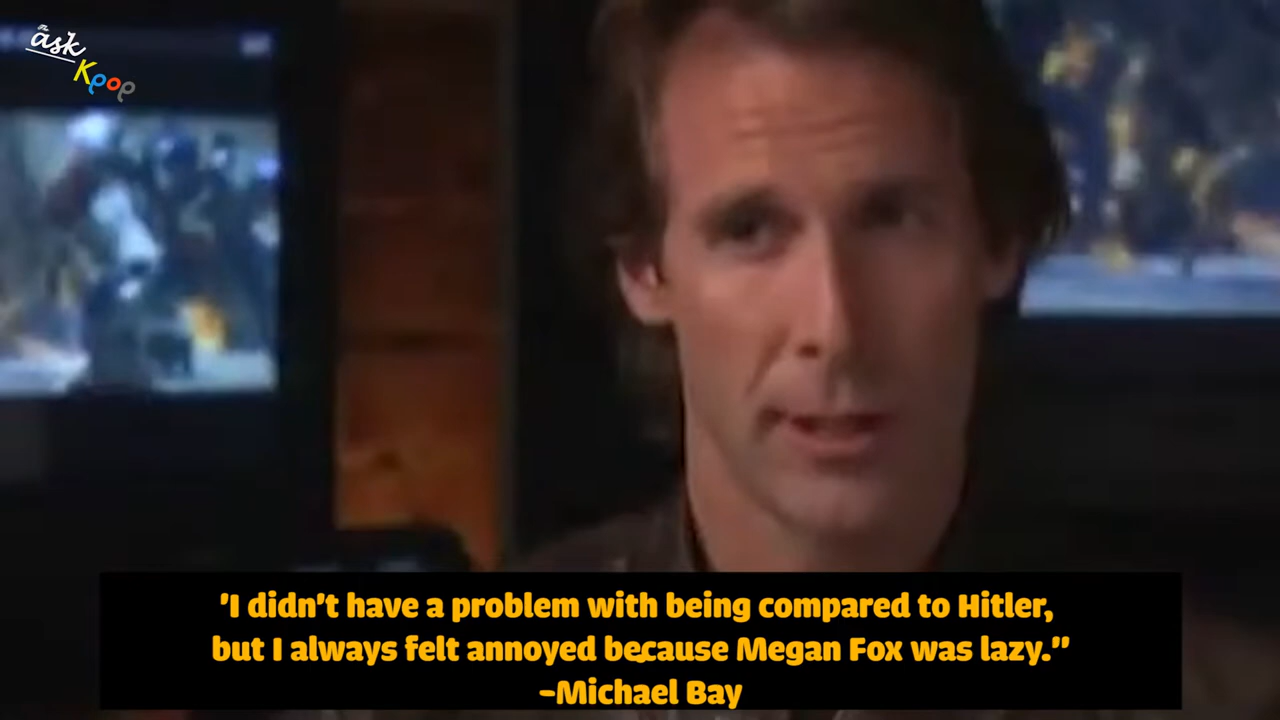 ask
Kpop
'I didn't have a problem with being compared to Hitler,
but I always felt annoyed because Megan Fox was lazy.”
-Michael Bay